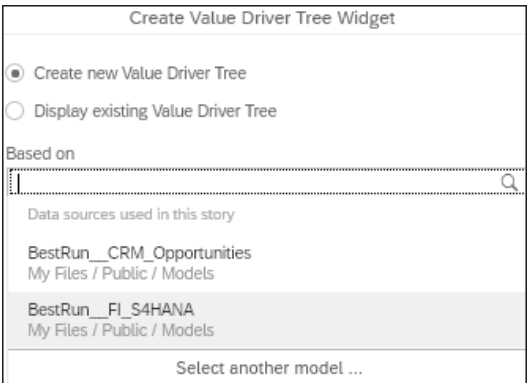 Create Value Driver Tree Widget
Create new Value Driver Tree
Display existing Value Driver Tree
Based on
Data sources used in this story
BestRun__CRM_Opportunities
My Files / Public / Models
BestRun__FI_S4HANA
My Files / Public / Models
Select another model ...